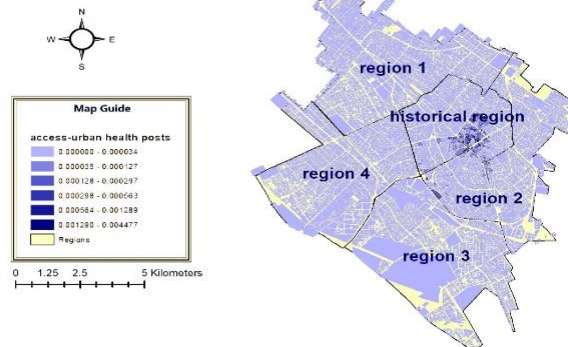 N
W E
S
Map Guide
access-urban health posts
0.000000 - 0.000034
0.000035 - 0.000127
0.000128 - 0.000297
0.000298 - 0.000563
0.000564 - 0.001289
0.001290 - 0.004477
Regions
0 1.25 2.5 5 Kilometers
region 1
historical region
region 4
region 2
region 3